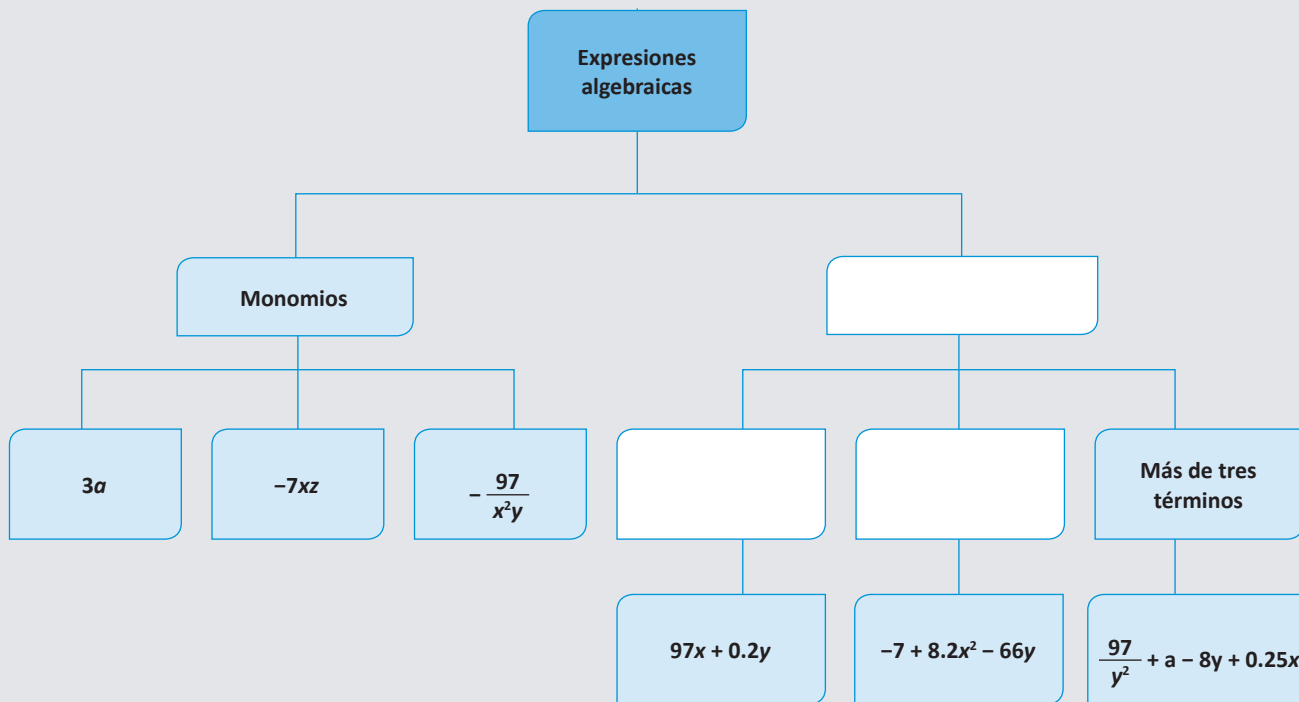 Expresiones
algebraicas
Monomios
3a
−7xz
− 97/x²y
Más de tres
términos
97x + 0.2y
−7 + 8.2x² − 66y
97/y² + a − 8y + 0.25x